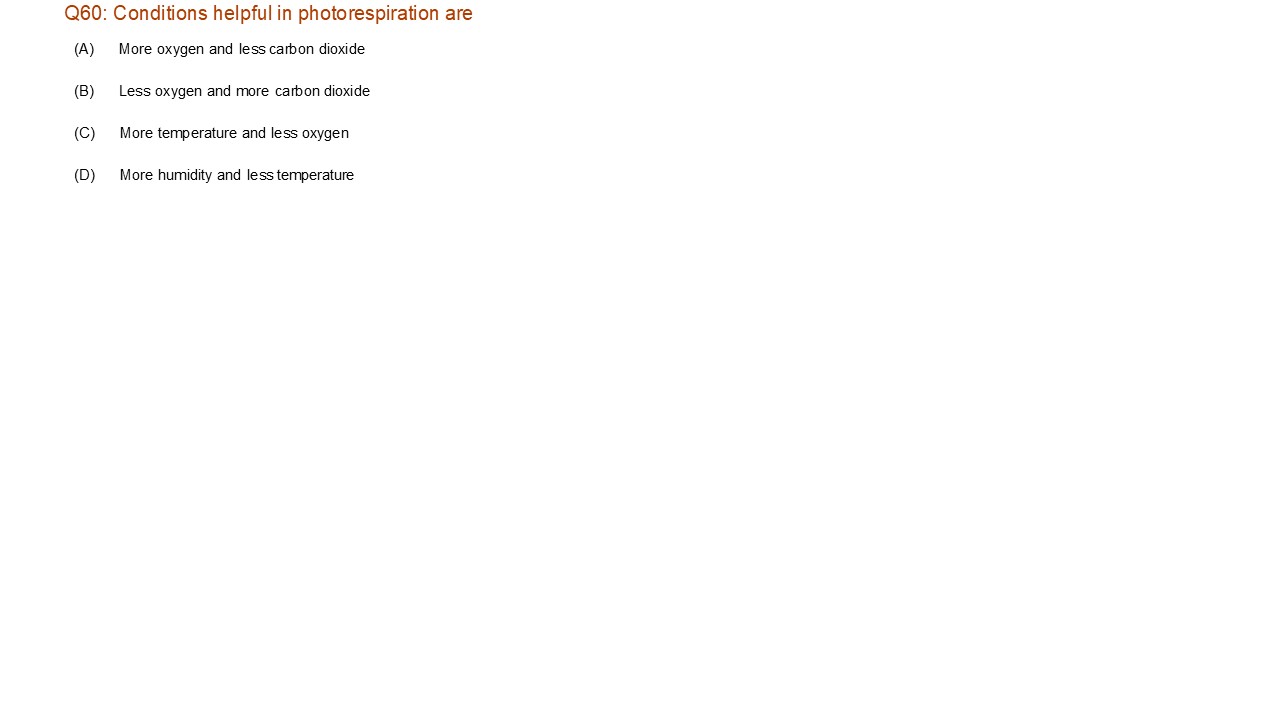 Q60: Conditions helpful in photorespiration are
(A) More oxygen and less carbon dioxide
(B) Less oxygen and more carbon dioxide
(C) More temperature and less oxygen
(D) More humidity and less temperature